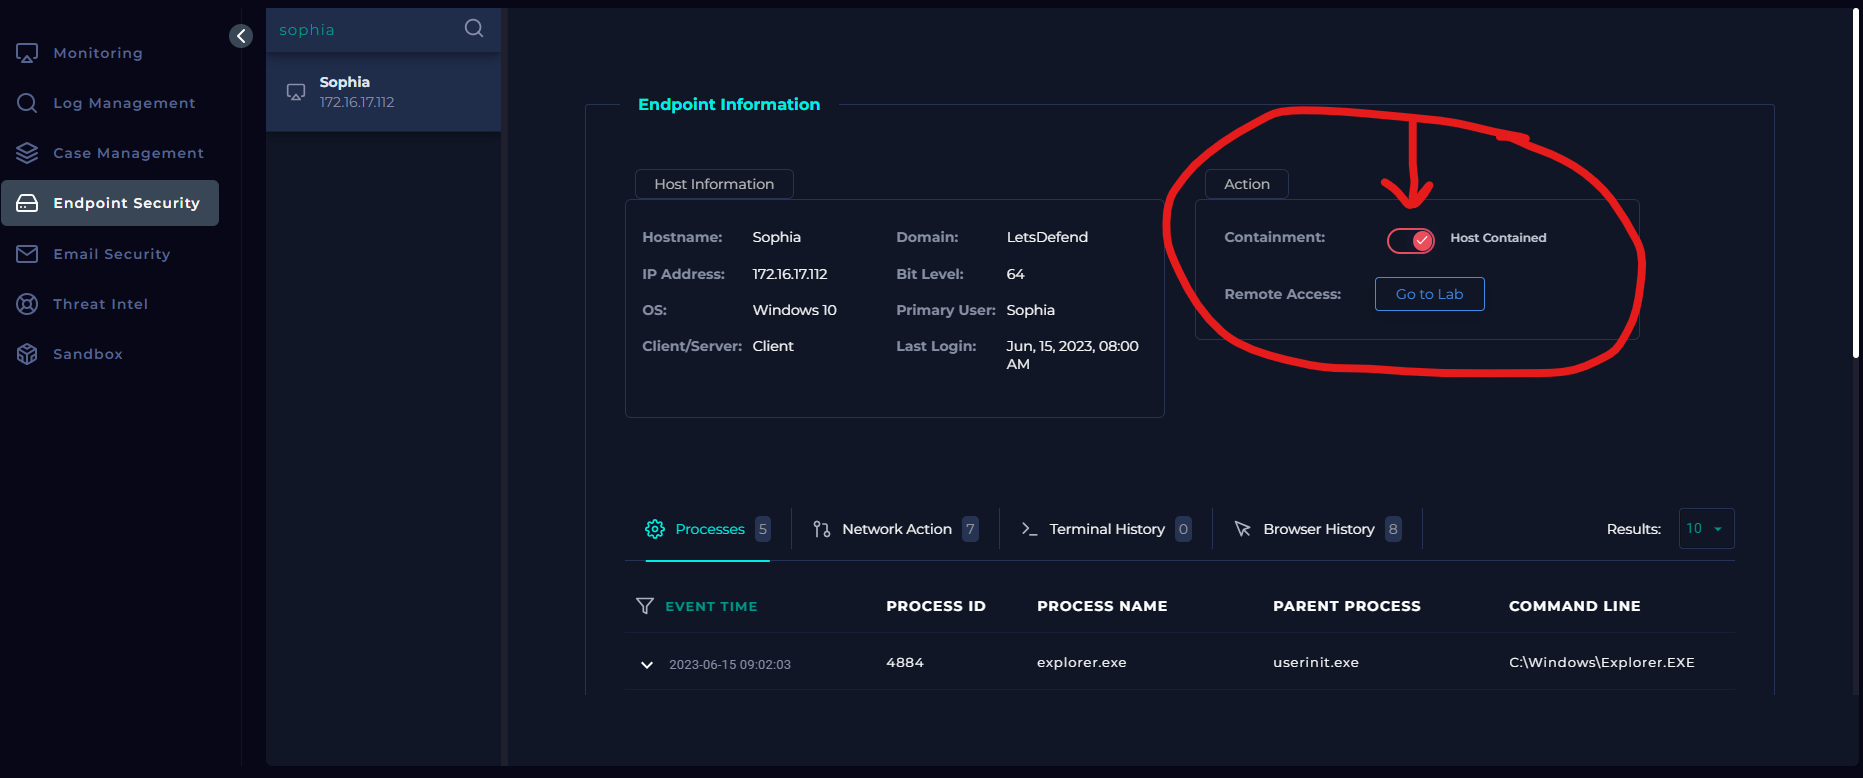 Monitoring
Log Management
Case Management
Endpoint Security
Email Security
Threat Intel
Sandbox
sophia
Sophia
172.16.17.112
Endpoint Information
Host Information
Hostname: Sophia Domain: LetsDefend
IP Address: 172.16.17.112 Bit Level: 64
OS: Windows 10 Primary User: Sophia
Client/Server: Client Last Login: Jun, 15, 2023, 08:00
AM
Action
Containment: Host Contained
Remote Access: Go to Lab
Processes 5 Network Action 7 Terminal History 0 Browser History 8 Results: 10
EVENT TIME PROCESS ID PROCESS NAME PARENT PROCESS COMMAND LINE
2023-06-15 09:02:03 4884 explorer.exe userinit.exe C:\Windows\Explorer.EXE